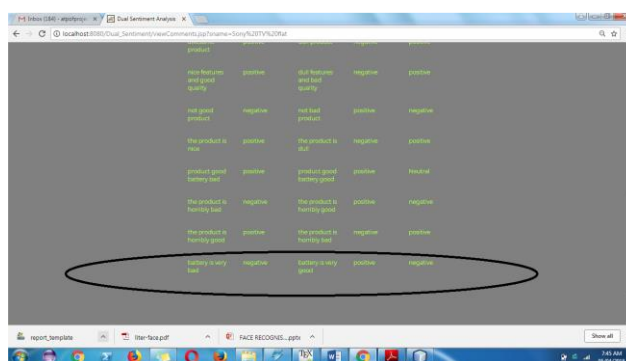 Inbox (184) - atpofproje
Dual Sentiment Analysis
localhost:8080/Dual_Sentiment/viewComments.jsp?pname=Sony%20TV%20flat
product
nice features and good quality positive dull features and bad quality negative positive
not good product negative not bad product positive negative
the product is nice positive the product is dull negative positive
product good battery bad positive product good battery good positive Neutral
the product is horribly bad negative the product is horribly good positive negative
the product is horribly good positive the product is horribly bad negative positive
battery is very bad negative battery is very good positive negative
report_template
liter-face.pdf
FACE RECOGNIS....pptx
Show all
7:45 AM